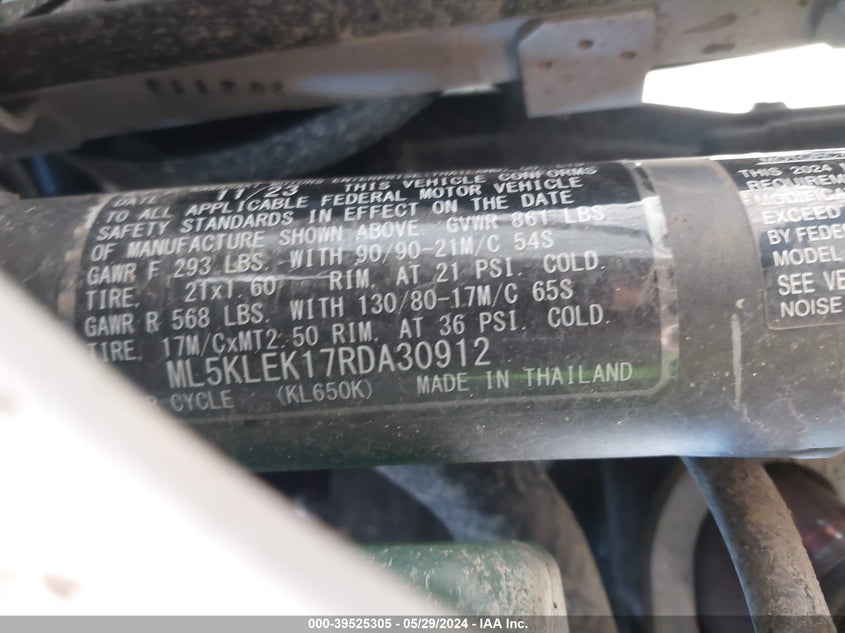 DATE 11/23 THIS VEHICLE CONFORMS
TO ALL APPLICABLE FEDERAL MOTOR VEHICLE
SAFETY STANDARDS IN EFFECT ON THE DATE
OF MANUFACTURE SHOWN ABOVE GVWR 861 LBS
GAWR F 293 LBS. WITH 90/90-21M/C 54S
TIRE, 21x1.60 RIM, AT 21 PSI. COLD.
GAWR R 568 LBS. WITH 130/80-17M/C 65S
TIRE, 17M/CxMT2.50 RIM, AT 36 PSI. COLD.
ML5KLEK17RDA30912
CYCLE (KL650K) MADE IN THAILAND
THIS 2024
EXCEED
BY FEDE
MODEL
SEE VE
NOISE
000-39525305 - 05/29/2024 - IAA Inc.